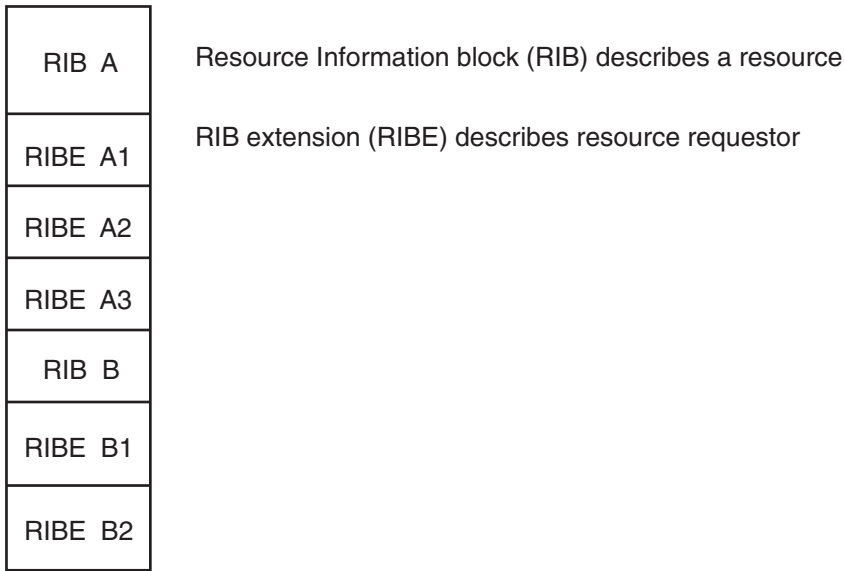 RIB A
Resource Information block (RIB) describes a resource
RIBE A1
RIB extension (RIBE) describes resource requestor
RIBE A2
RIBE A3
RIB B
RIBE B1
RIBE B2